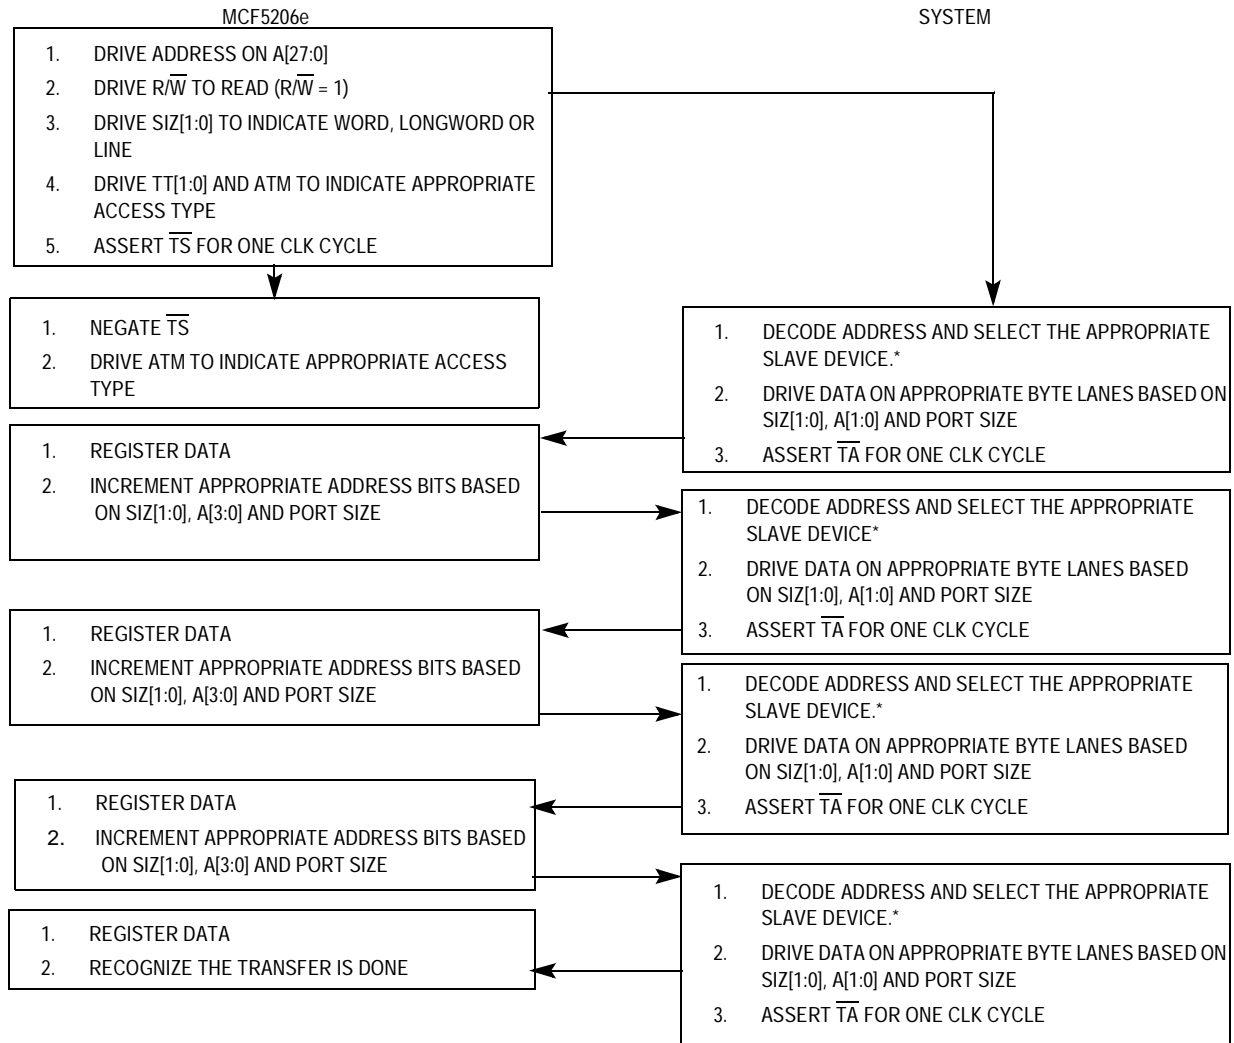 MCF5206e
SYSTEM
1. DRIVE ADDRESS ON A[27:0]
2. DRIVE R/W̅ TO READ (R/W̅ = 1)
3. DRIVE SIZ[1:0] TO INDICATE WORD, LONGWORD OR
LINE
4. DRIVE TT[1:0] AND ATM TO INDICATE APPROPRIATE
ACCESS TYPE
5. ASSERT T̅S̅ FOR ONE CLK CYCLE
1. NEGATE T̅S̅
2. DRIVE ATM TO INDICATE APPROPRIATE ACCESS
TYPE
1. DECODE ADDRESS AND SELECT THE APPROPRIATE
SLAVE DEVICE.*
2. DRIVE DATA ON APPROPRIATE BYTE LANES BASED ON
SIZ[1:0], A[1:0] AND PORT SIZE
3. ASSERT T̅A̅ FOR ONE CLK CYCLE
1. REGISTER DATA
2. INCREMENT APPROPRIATE ADDRESS BITS BASED
ON SIZ[1:0], A[3:0] AND PORT SIZE
1. DECODE ADDRESS AND SELECT THE APPROPRIATE
SLAVE DEVICE*
2. DRIVE DATA ON APPROPRIATE BYTE LANES BASED
ON SIZ[1:0], A[1:0] AND PORT SIZE
3. ASSERT T̅A̅ FOR ONE CLK CYCLE
1. REGISTER DATA
2. INCREMENT APPROPRIATE ADDRESS BITS BASED
ON SIZ[1:0], A[3:0] AND PORT SIZE
1. DECODE ADDRESS AND SELECT THE APPROPRIATE
SLAVE DEVICE.*
2. DRIVE DATA ON APPROPRIATE BYTE LANES BASED
ON SIZ[1:0], A[1:0] AND PORT SIZE
3. ASSERT T̅A̅ FOR ONE CLK CYCLE
1. REGISTER DATA
2. INCREMENT APPROPRIATE ADDRESS BITS BASED
ON SIZ[1:0], A[3:0] AND PORT SIZE
1. DECODE ADDRESS AND SELECT THE APPROPRIATE
SLAVE DEVICE.*
2. DRIVE DATA ON APPROPRIATE BYTE LANES BASED ON
SIZ[1:0], A[1:0] AND PORT SIZE
3. ASSERT T̅A̅ FOR ONE CLK CYCLE
1. REGISTER DATA
2. RECOGNIZE THE TRANSFER IS DONE